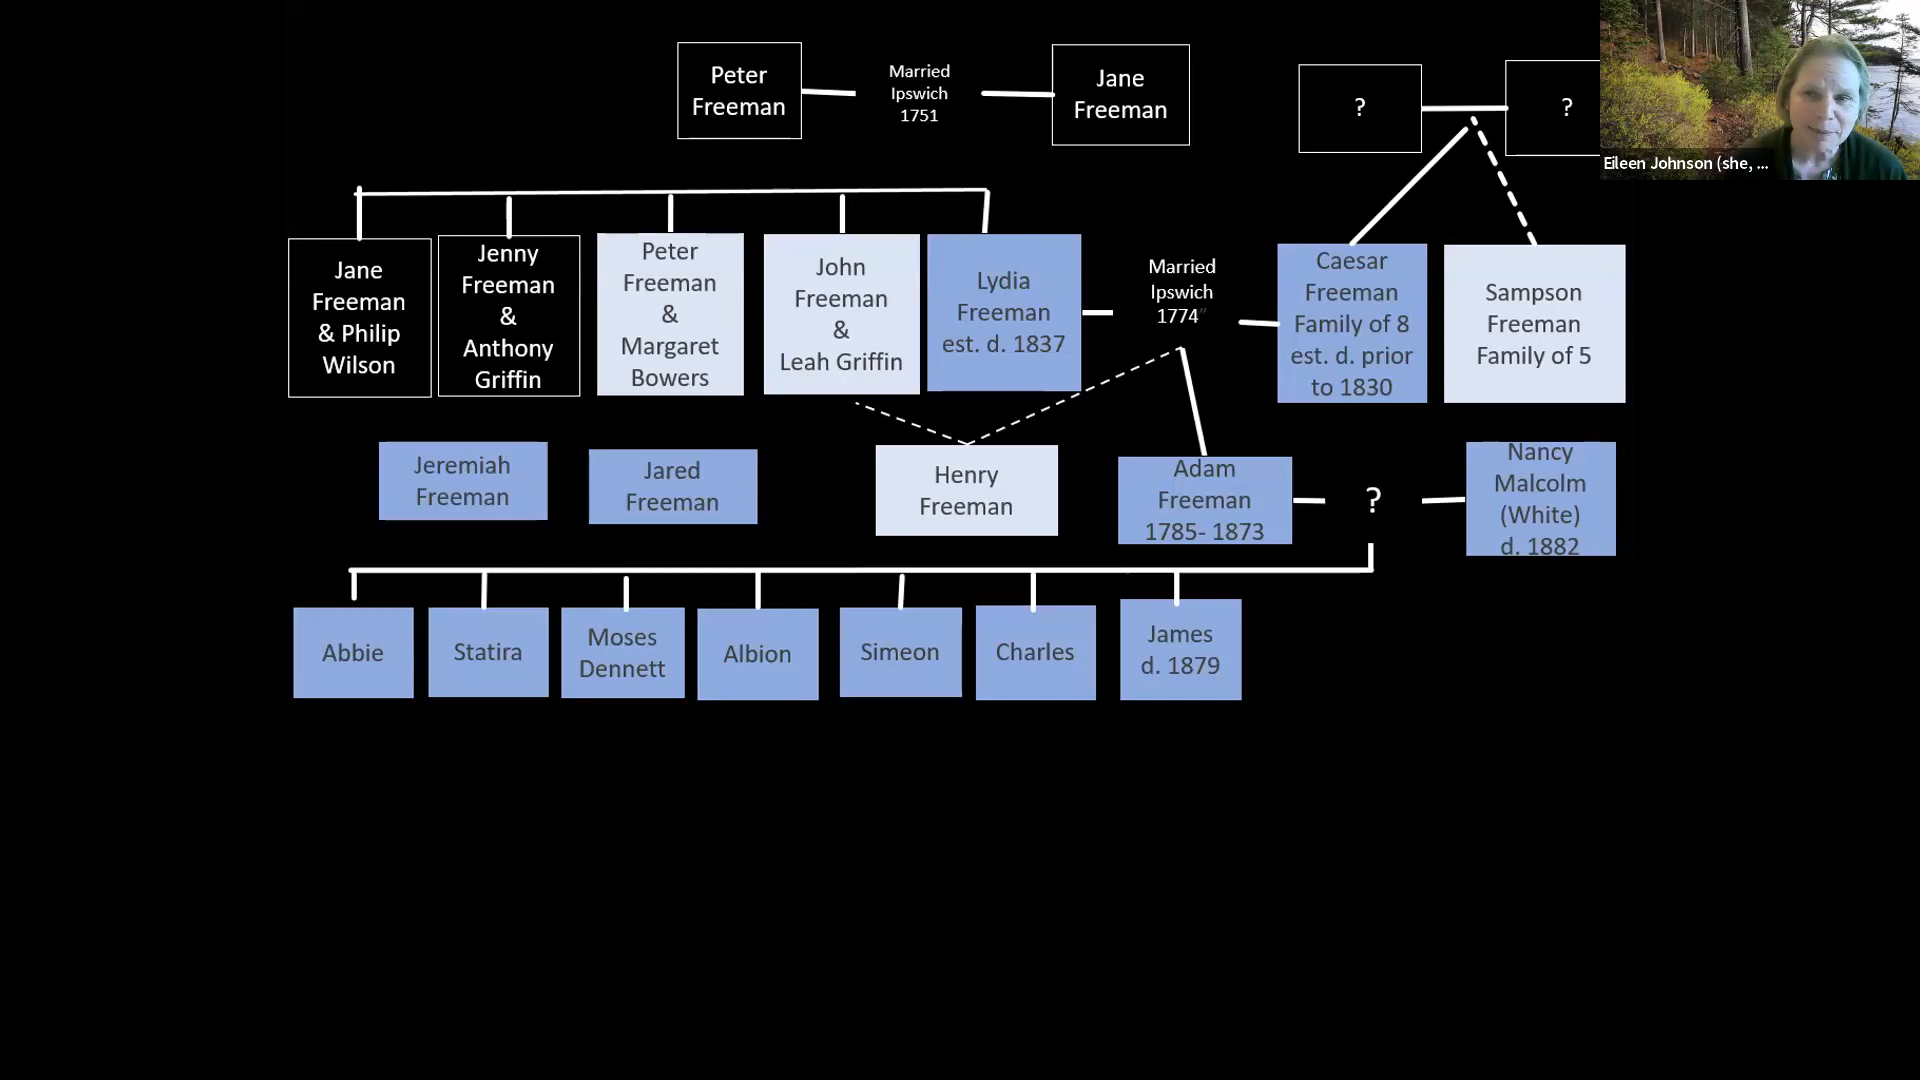 Peter
Freeman
Married
Ipswich
1751
Jane
Freeman
?
?
Eileen Johnson (she, ...
Jane
Freeman
& Philip
Wilson
Jenny
Freeman
&
Anthony
Griffin
Peter
Freeman
&
Margaret
Bowers
John
Freeman
&
Leah Griffin
Lydia
Freeman
est. d. 1837
Married
Ipswich
1774"
Caesar
Freeman
Family of 8
est. d. prior
to 1830
Sampson
Freeman
Family of 5
Jeremiah
Freeman
Jared
Freeman
Henry
Freeman
Adam
Freeman
1785- 1873
?
Nancy
Malcolm
(White)
d. 1882
Abbie
Statira
Moses
Dennett
Albion
Simeon
Charles
James
d. 1879